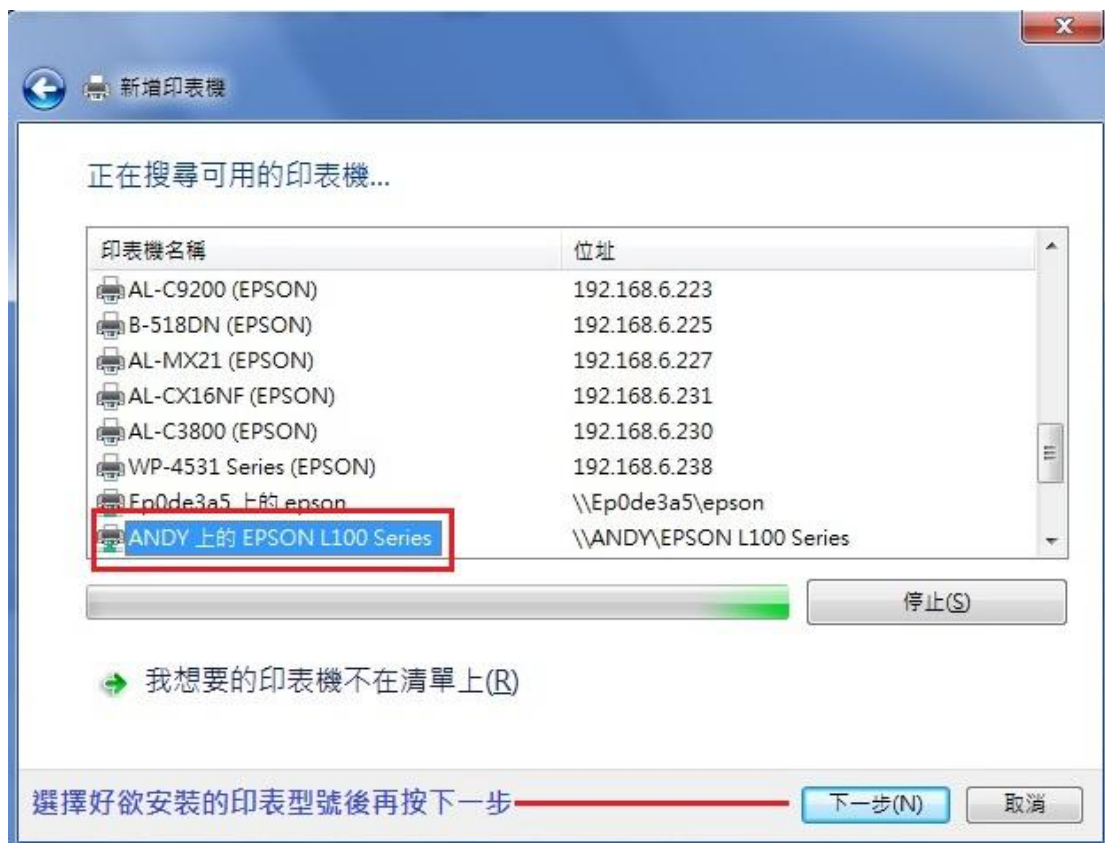 新增印表機
正在搜尋可用的印表機...
印表機名稱 位址
AL-C9200 (EPSON) 192.168.6.223
B-518DN (EPSON) 192.168.6.225
AL-MX21 (EPSON) 192.168.6.227
AL-CX16NF (EPSON) 192.168.6.231
AL-C3800 (EPSON) 192.168.6.230
WP-4531 Series (EPSON) 192.168.6.238
Ep0de3a5 上的 epson \\Ep0de3a5\epson
ANDY 上的 EPSON L100 Series \\ANDY\EPSON L100 Series
停止(S)
我想要的印表機不在清單上(R)
選擇好欲安裝的印表型號後再按下一步 下一步(N) 取消